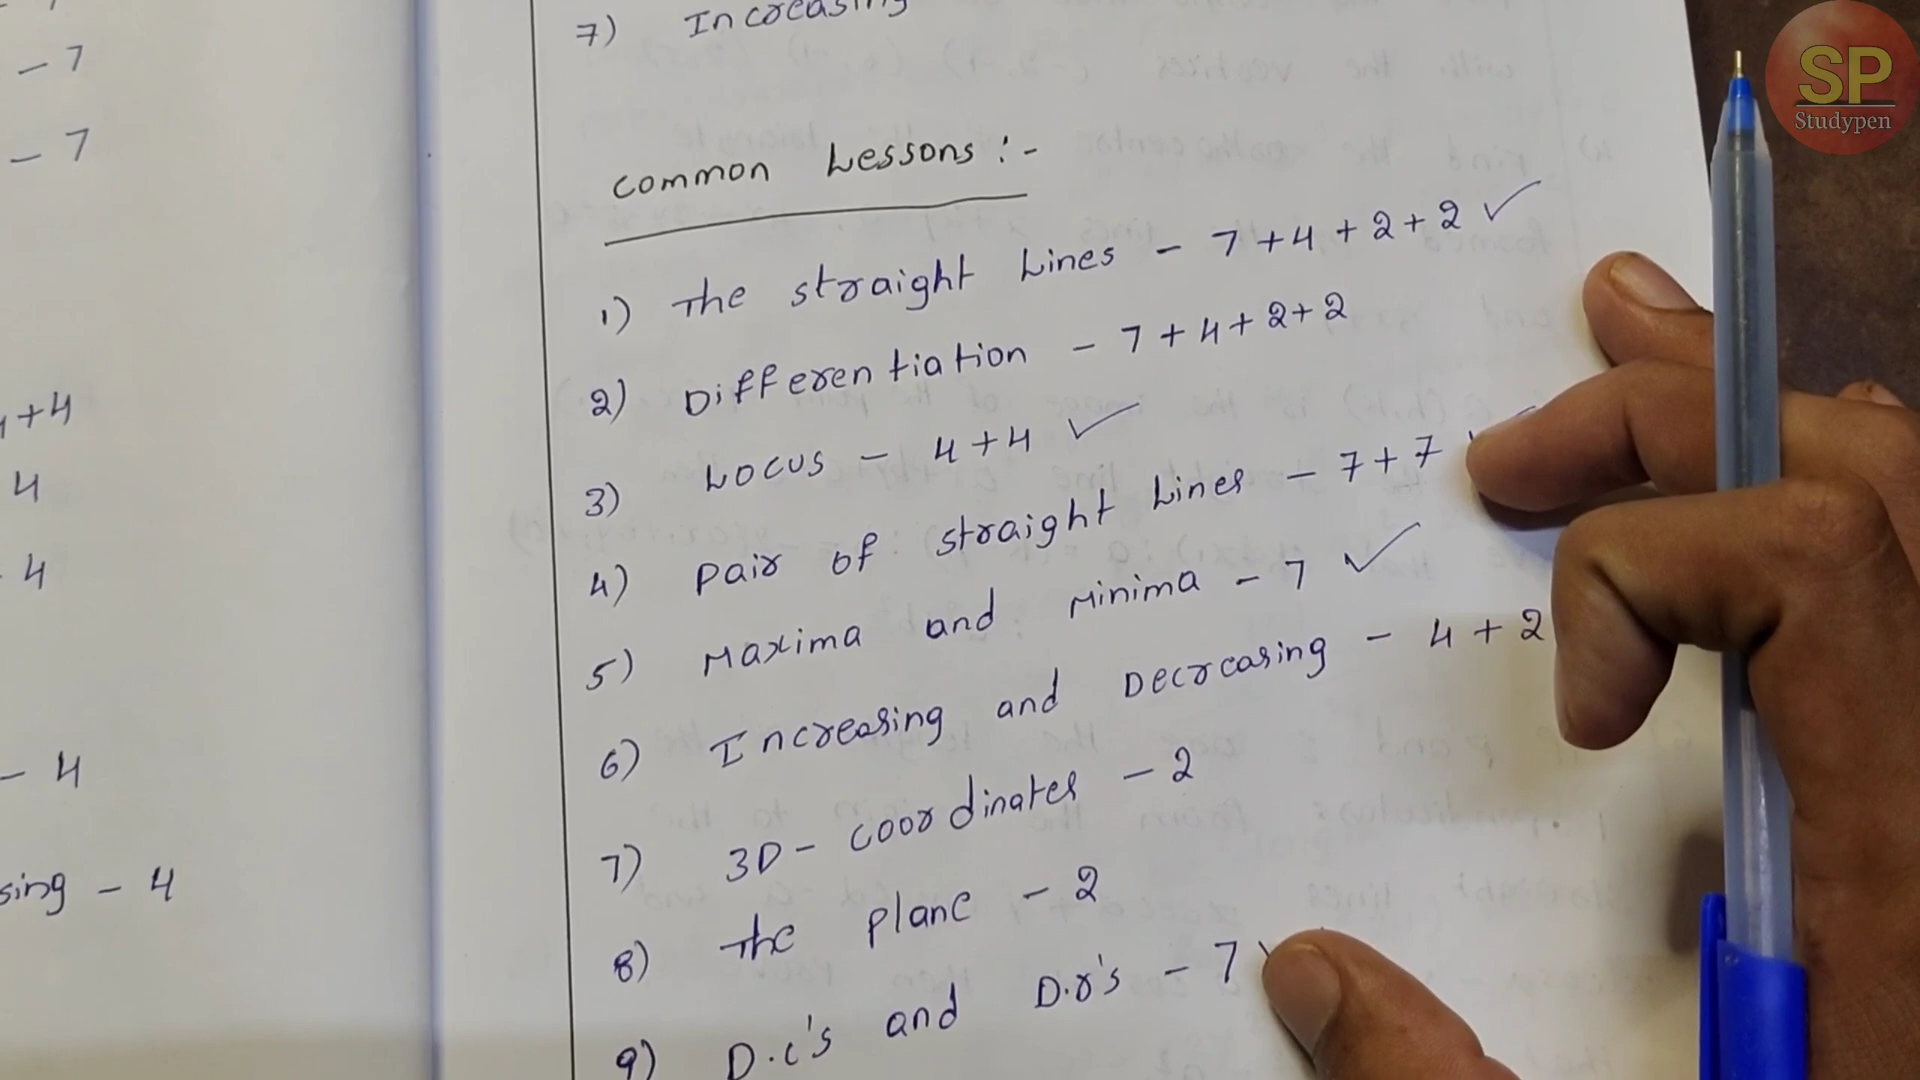 - 7
- 7
+4
4
- 4
- 4
sing - 4
7) Increasing
Common Lessons :-
1) The straight Lines - 7+4+2+2 ✓
2) Differentiation - 7+4+2+2
3) Locus - 4+4 ✓
4) Pair of straight Lines - 7+7
5) Maxima and Minima - 7 ✓
6) Increasing and Decreasing - 4+2
7) 3D- coordinates - 2
8) The plane - 2
9) D.c's and D.r's - 7
SP
Studypen